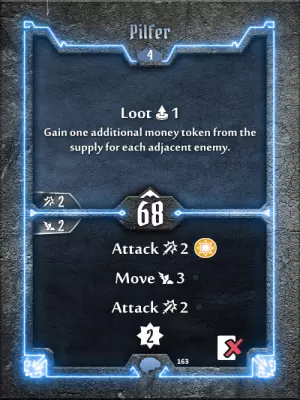 Pilfer
4
Loot 1
Gain one additional money token from the
supply for each adjacent enemy.
2
68
2
Attack 2
Move 3
Attack 2
2
163